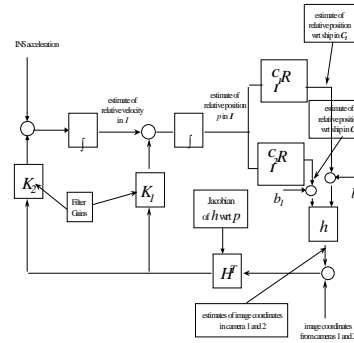 estimate of
relative position
wrt ship in C₁
INS acceleration
estimate of
relative velocity
in I
estimate of
relative position
p in I
C₁
I R
estimate of
relative position
wrt ship in C
∫
∫
C₂
I R
K₂
Filter
Gains
K₁
Jacobian
of h wrt p
b₁
h
Hᵀ
estimates of image coordinates
in camera 1 and 2
image coordinates
from cameras 1 and 2